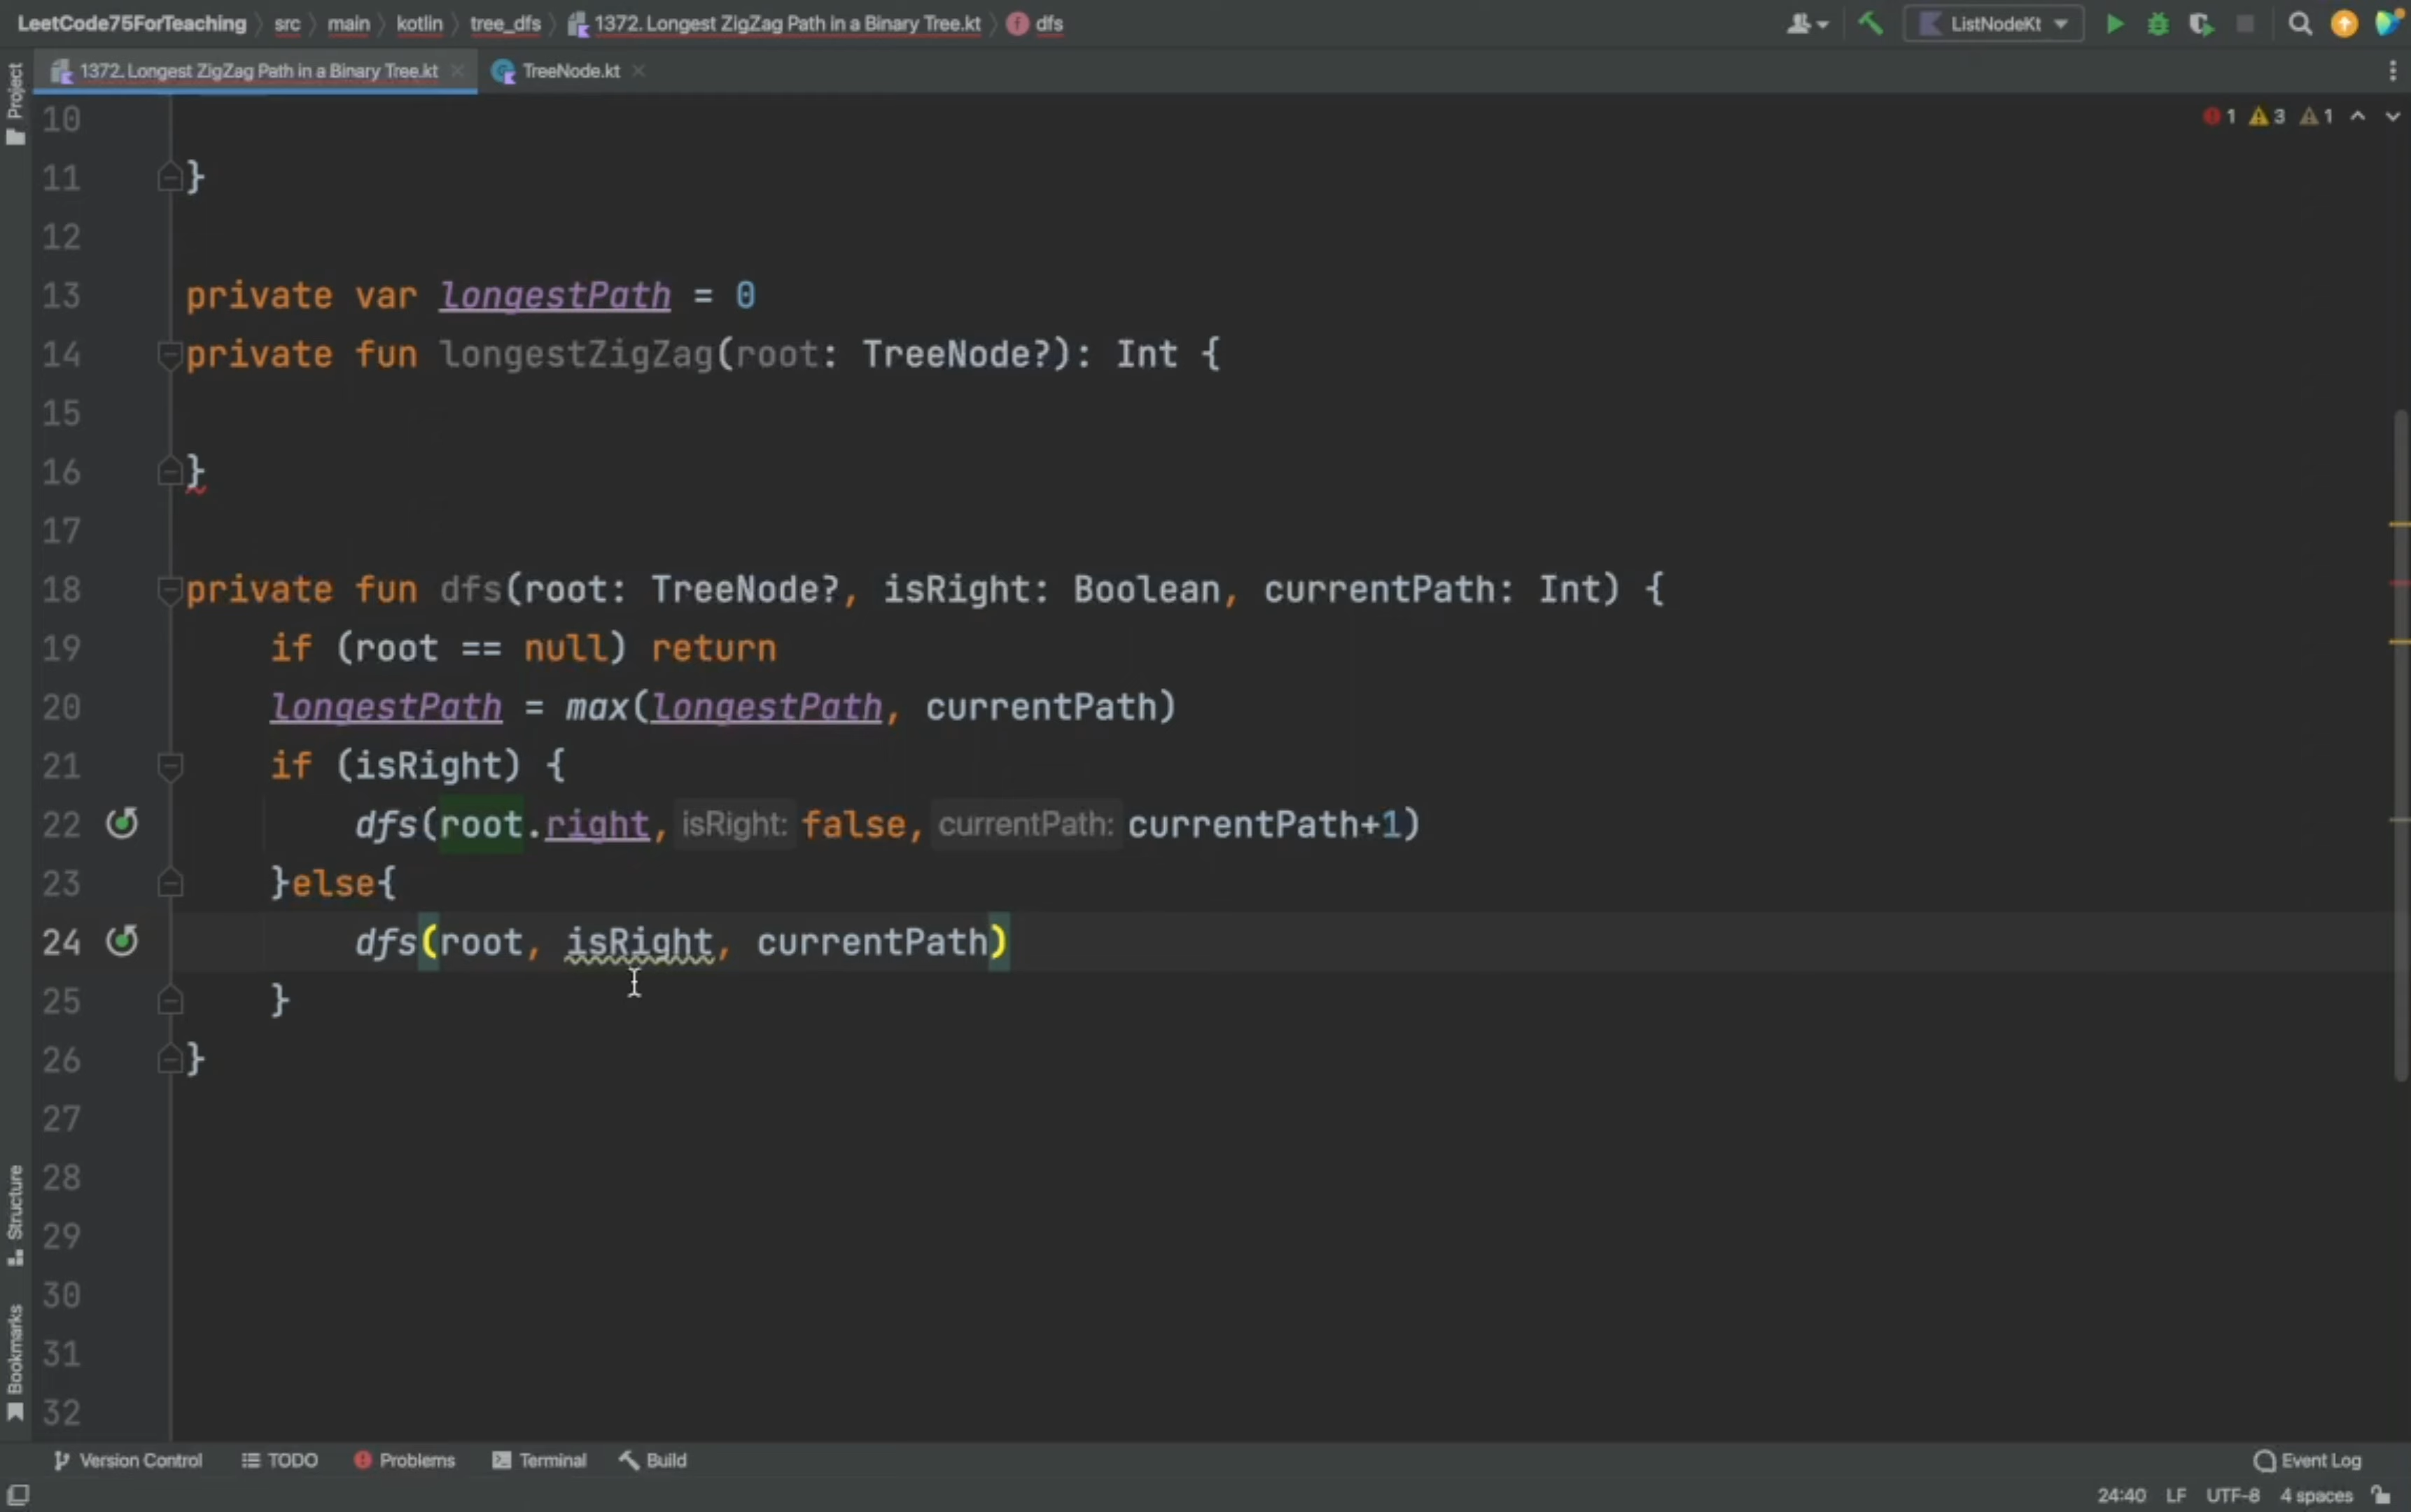 LeetCode75ForTeaching src main kotlin tree_dfs 1372. Longest ZigZag Path in a Binary Tree.kt dfs ListNodeKt
1372. Longest ZigZag Path in a Binary Tree.kt TreeNode.kt
Project
1 3 1
10
11 }
12
13 private var longestPath = 0
14 private fun longestZigZag(root: TreeNode?): Int {
15
16 }
17
18 private fun dfs(root: TreeNode?, isRight: Boolean, currentPath: Int) {
19 if (root == null) return
20 longestPath = max(longestPath, currentPath)
21 if (isRight) {
22 dfs(root.right, isRight: false, currentPath: currentPath+1)
23 }else{
24 dfs(root, isRight, currentPath)
25 }
26 }
27
28
29
30
31
32
Structure
Bookmarks
Version Control TODO Problems Terminal Build Event Log
24:40 LF UTF-8 4 spaces